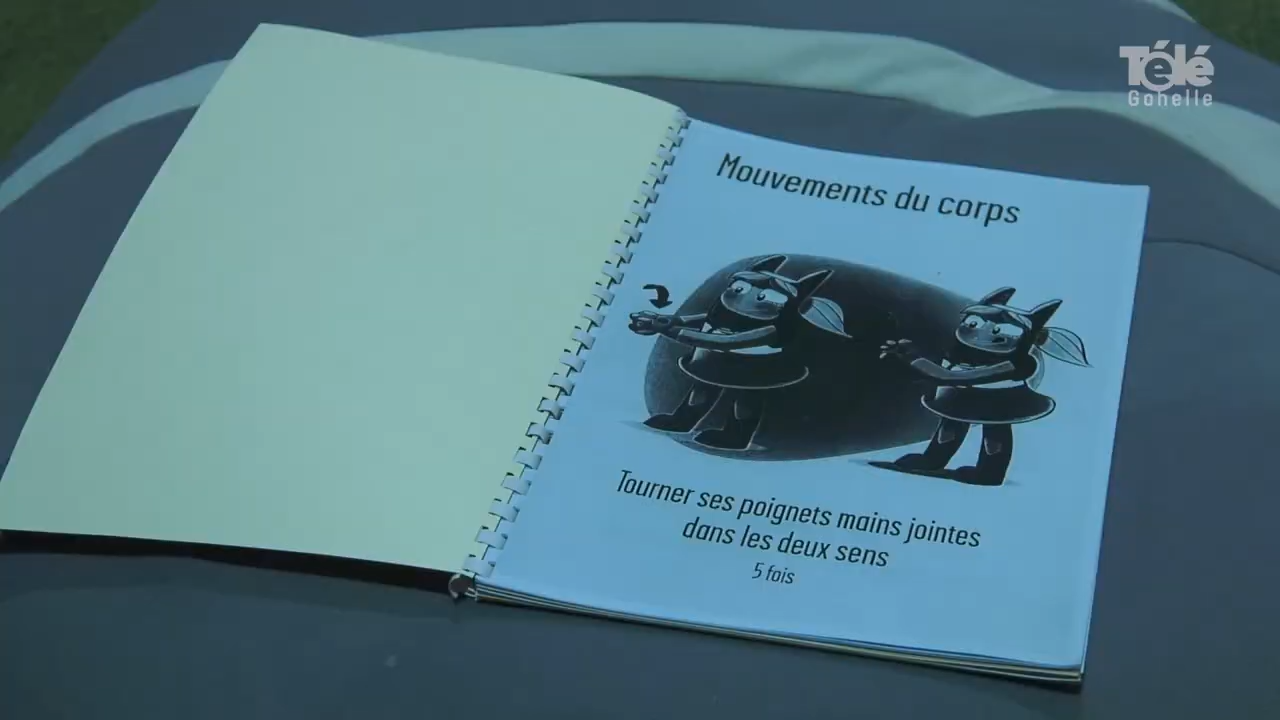 Télé
Gohelle
Mouvements du corps
Tourner ses poignets mains jointes
dans les deux sens
5 fois